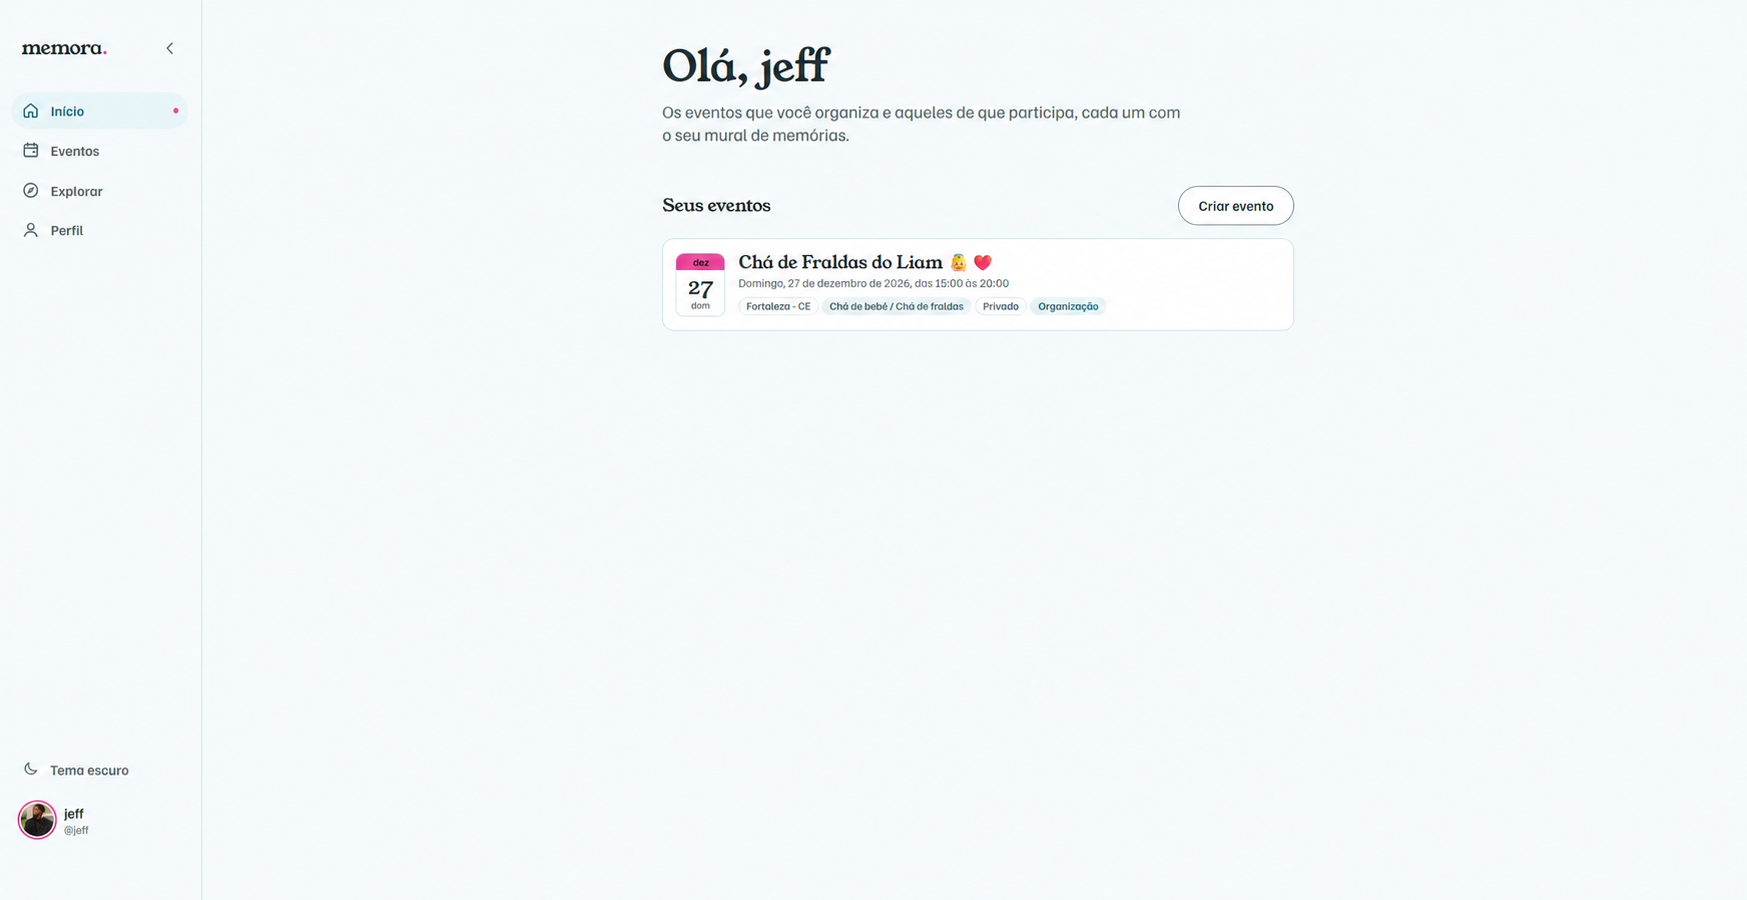 memora.
Início
Eventos
Explorar
Perfil
Tema escuro
jeff
@jeff
Olá, jeff
Os eventos que você organiza e aqueles de que participa, cada um com
o seu mural de memórias.
Seus eventos
Criar evento
dez
27
dom
Chá de Fraldas do Liam 👼 ❤️
Domingo, 27 de dezembro de 2026, das 15:00 às 20:00
Fortaleza - CE
Chá de bebé / Chá de fraldas
Privado
Organização